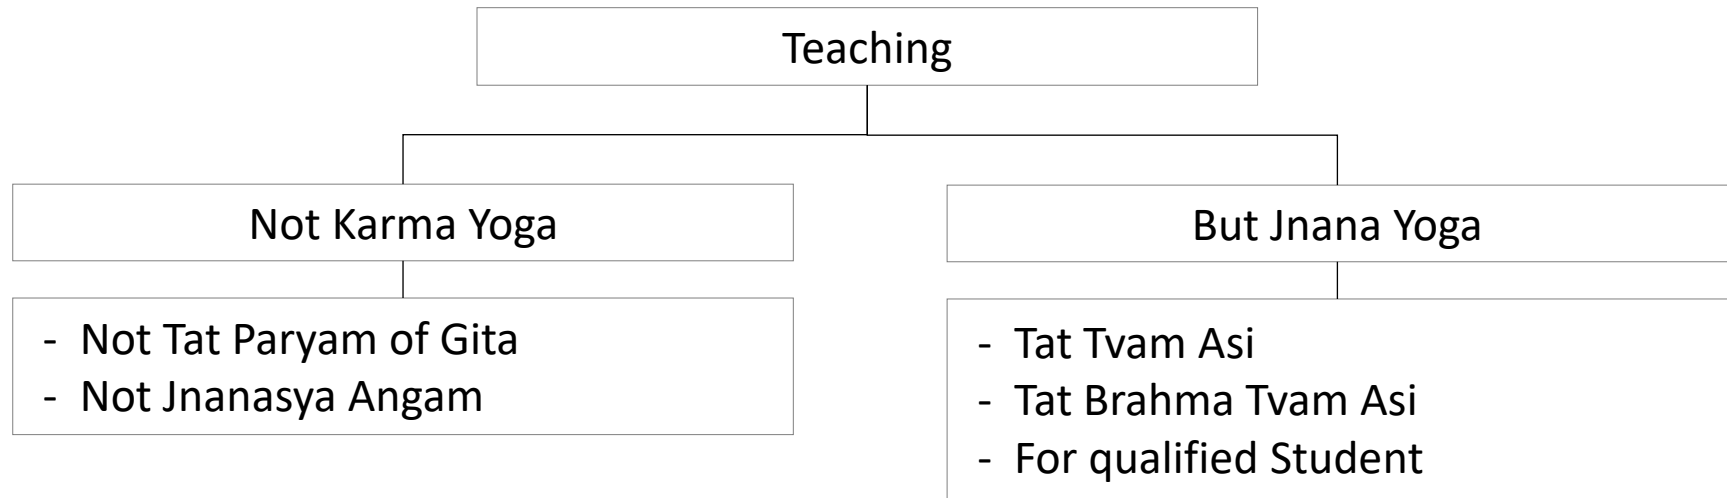 Teaching
Not Karma Yoga
- Not Tat Paryam of Gita
- Not Jnanasya Angam
But Jnana Yoga
- Tat Tvam Asi
- Tat Brahma Tvam Asi
- For qualified Student